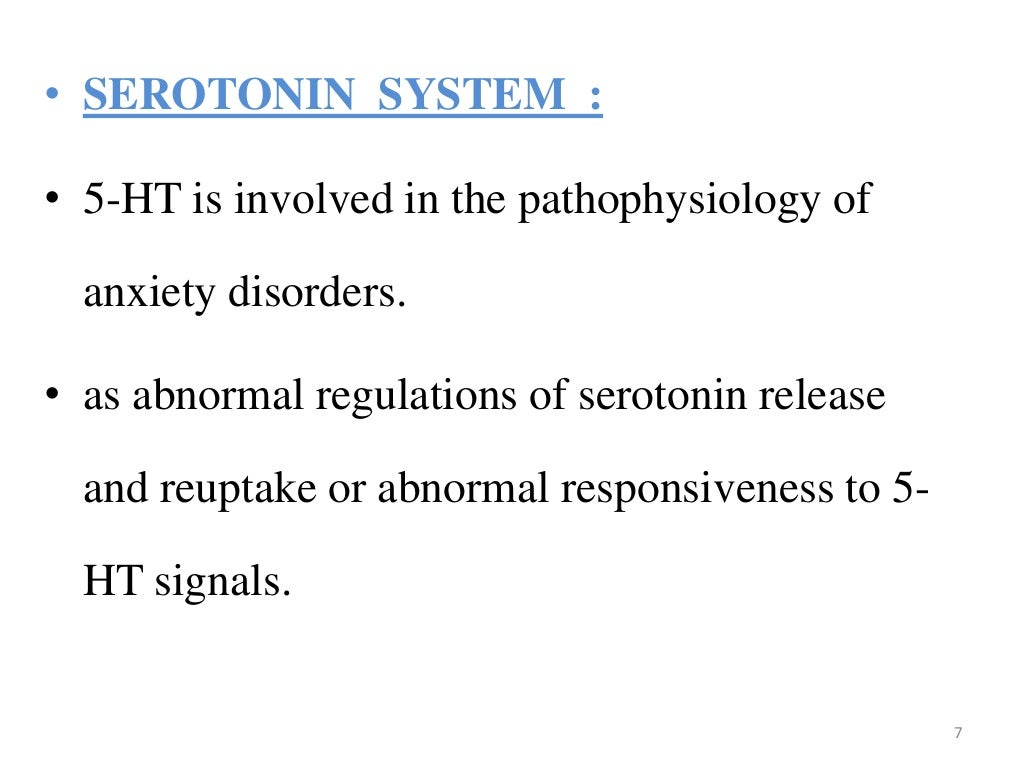 • SEROTONIN SYSTEM :
• 5-HT is involved in the pathophysiology of
anxiety disorders.
• as abnormal regulations of serotonin release
and reuptake or abnormal responsiveness to 5-
HT signals.
7